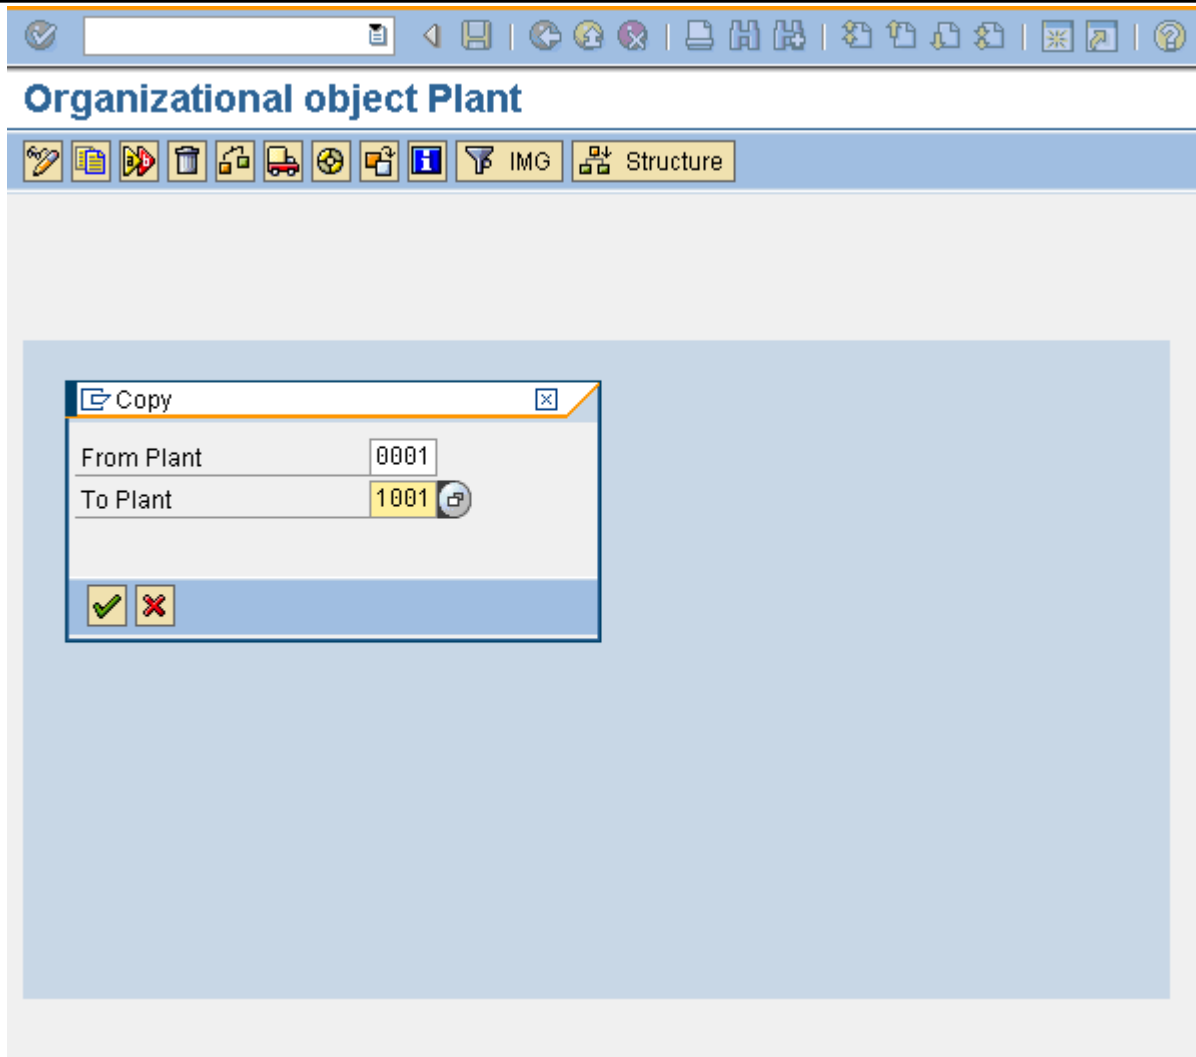 Organizational object Plant
IMG Structure
Copy
From Plant 0001
To Plant 1001